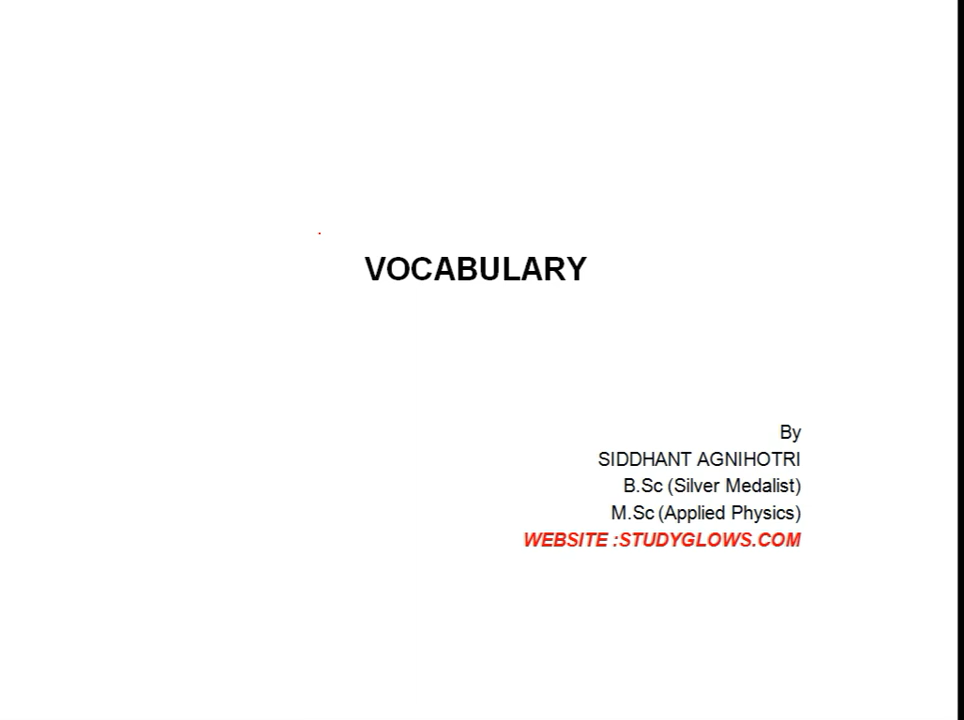 VOCABULARY
By
SIDDHANT AGNIHOTRI
B.Sc (Silver Medalist)
M.Sc (Applied Physics)
WEBSITE :STUDYGLOWS.COM